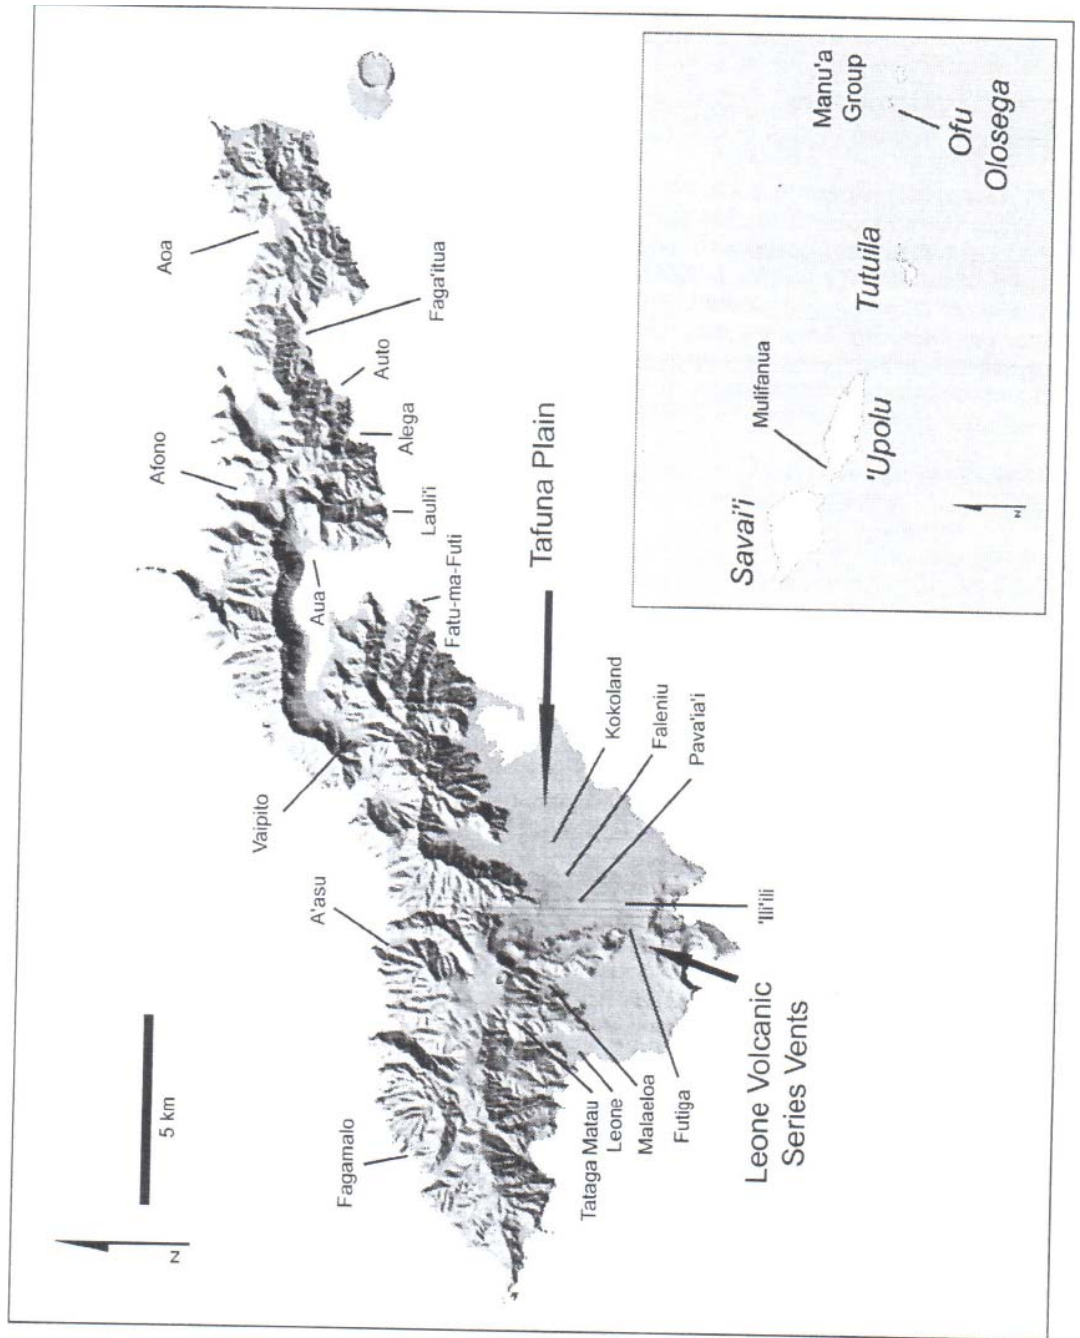 N
5 km
Fagamalo
A'asu
Vaipito
Afono
Aoa
Aua
Fatu-ma-Futi
Lauli'i
Alega
Auto
Faga'itua
Tafuna Plain
Kokoland
Faleniu
Pava'ia'i
'Ili'ili
Tataga Matau
Leone
Malaeloa
Futiga
Leone Volcanic
Series Vents
Savai'i
Mulifanua
'Upolu
Tutuila
Manu'a
Group
Ofu
Olosega
N